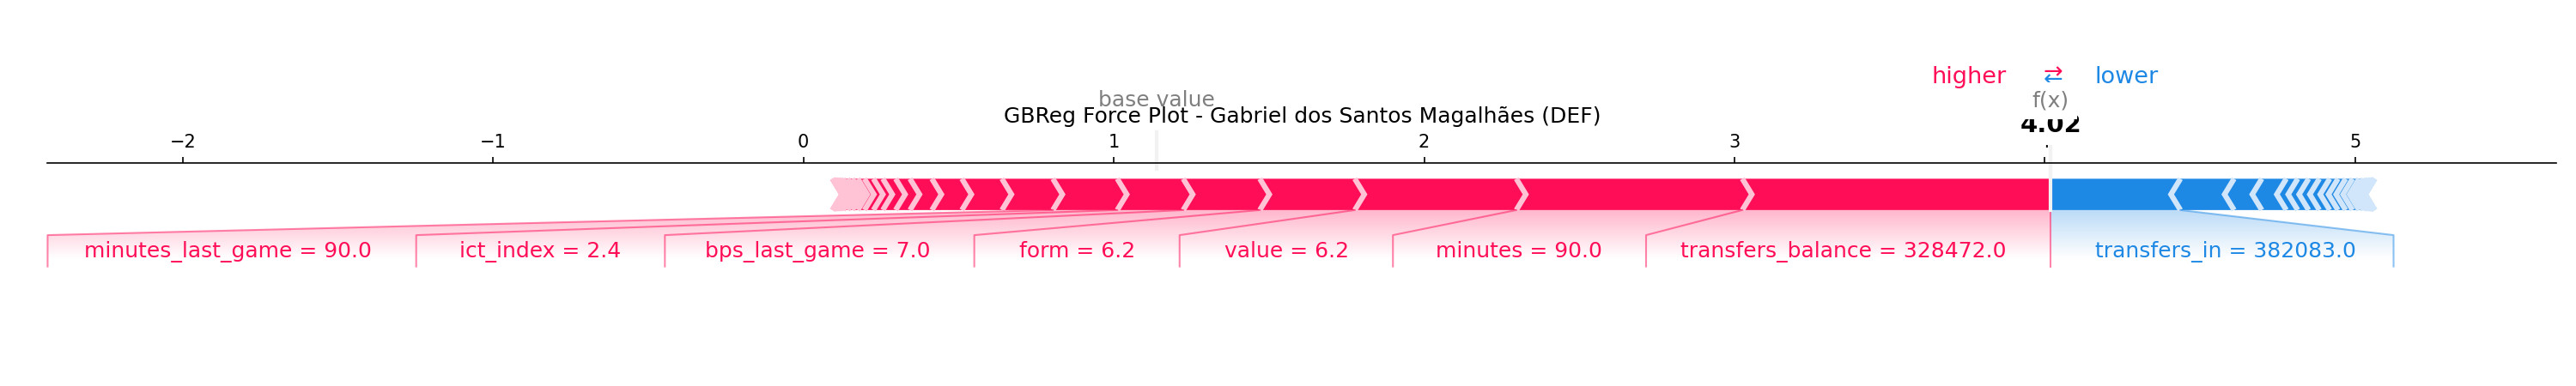 higher ⇄ lower
base value
f(x)
GBReg Force Plot - Gabriel dos Santos Magalhães (DEF)
4.02
−2 −1 0 1 2 3 5
minutes_last_game = 90.0 ict_index = 2.4 bps_last_game = 7.0 form = 6.2 value = 6.2 minutes = 90.0 transfers_balance = 328472.0 transfers_in = 382083.0